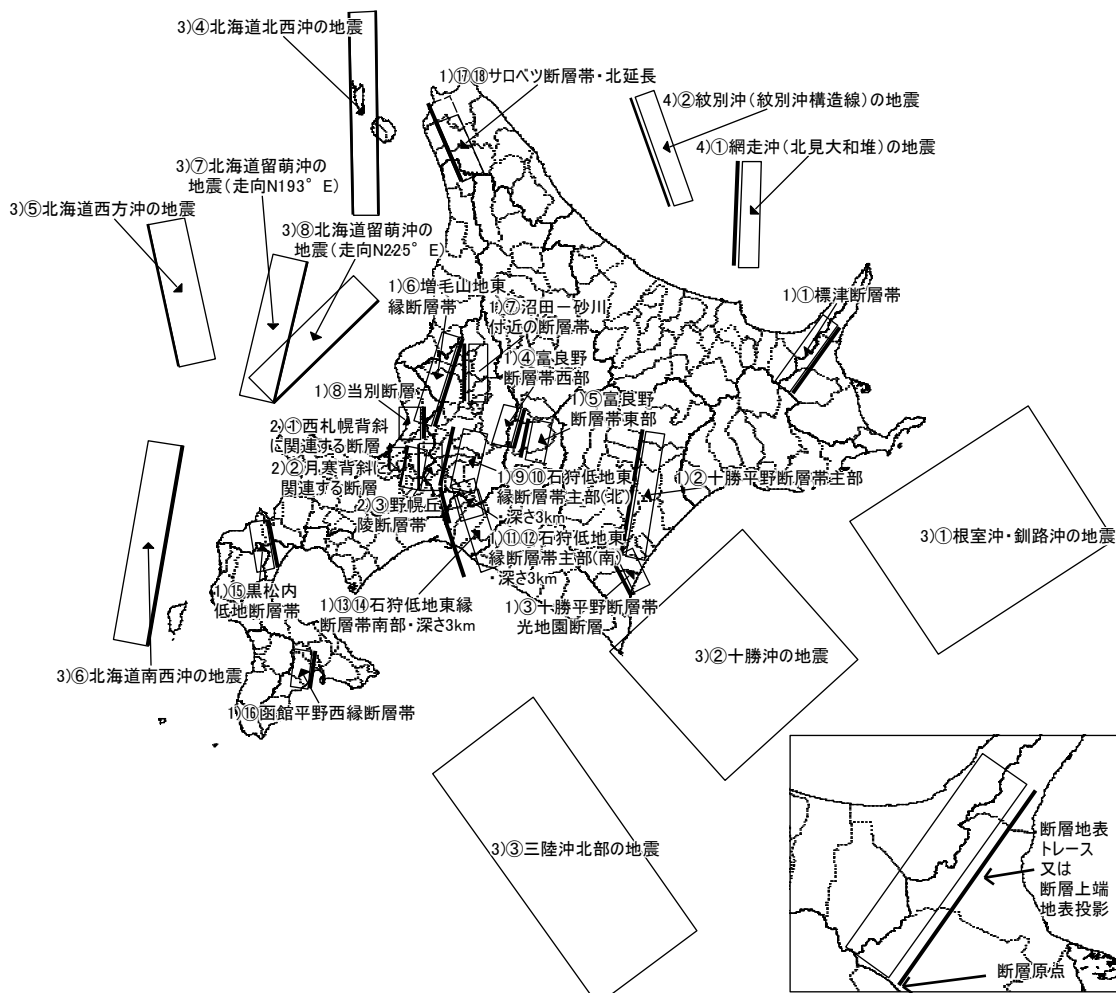 3)④北海道北西沖の地震
1)⑰⑱サロベツ断層帯・北延長
4)②紋別沖(紋別沖構造線)の地震
4)①網走沖(北見大和堆)の地震
3)⑦北海道留萌沖の
地震(走向N193°E)
3)⑤北海道西方沖の地震
3)⑧北海道留萌沖の
地震(走向N225°E)
1)⑥増毛山地東
縁断層帯
1)⑦沼田－砂川
付近の断層帯
1)①標津断層帯
1)④富良野
断層帯西部
1)⑧当別断層
1)⑤富良野
断層帯東部
2)①西札幌背斜
に関連する断層
2)②月寒背斜に
関連する断層
2)③野幌丘
陵断層帯
1)⑨⑩石狩低地東
縁断層帯主部(北)
・深さ3km
1)②十勝平野断層帯主部
3)①根室沖・釧路沖の地震
1)⑪⑫石狩低地東
縁断層帯主部(南)
・深さ3km
1)⑮黒松内
低地断層帯
1)⑬⑭石狩低地東縁
断層帯南部・深さ3km
1)③十勝平野断層帯
光地園断層
3)⑥北海道南西沖の地震
3)②十勝沖の地震
1)⑯函館平野西縁断層帯
3)③三陸沖北部の地震
断層地表
トレース
又は
断層上端
地表投影
断層原点